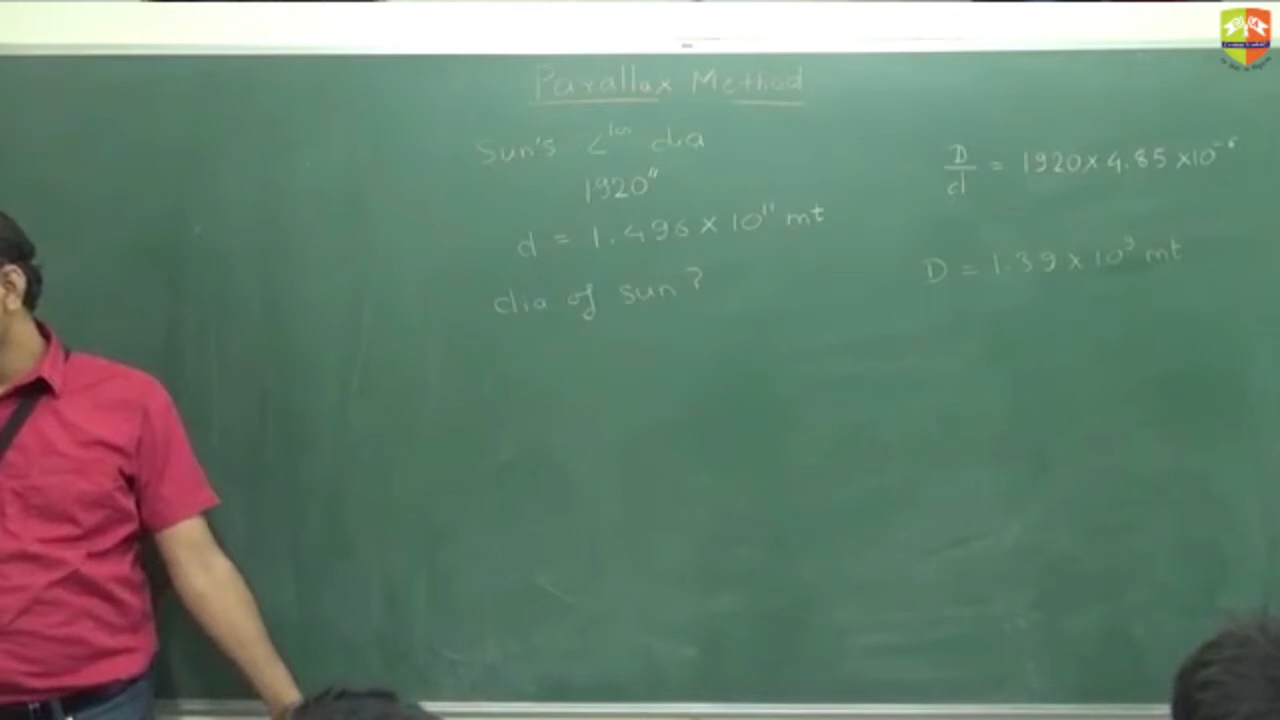 Parallax Method
Sun's ∠lar dia
1920"
d = 1.496 × 10¹¹ mt
dia of sun?
D/d = 1920 × 4.85 × 10⁻⁶
D = 1.39 × 10⁹ mt